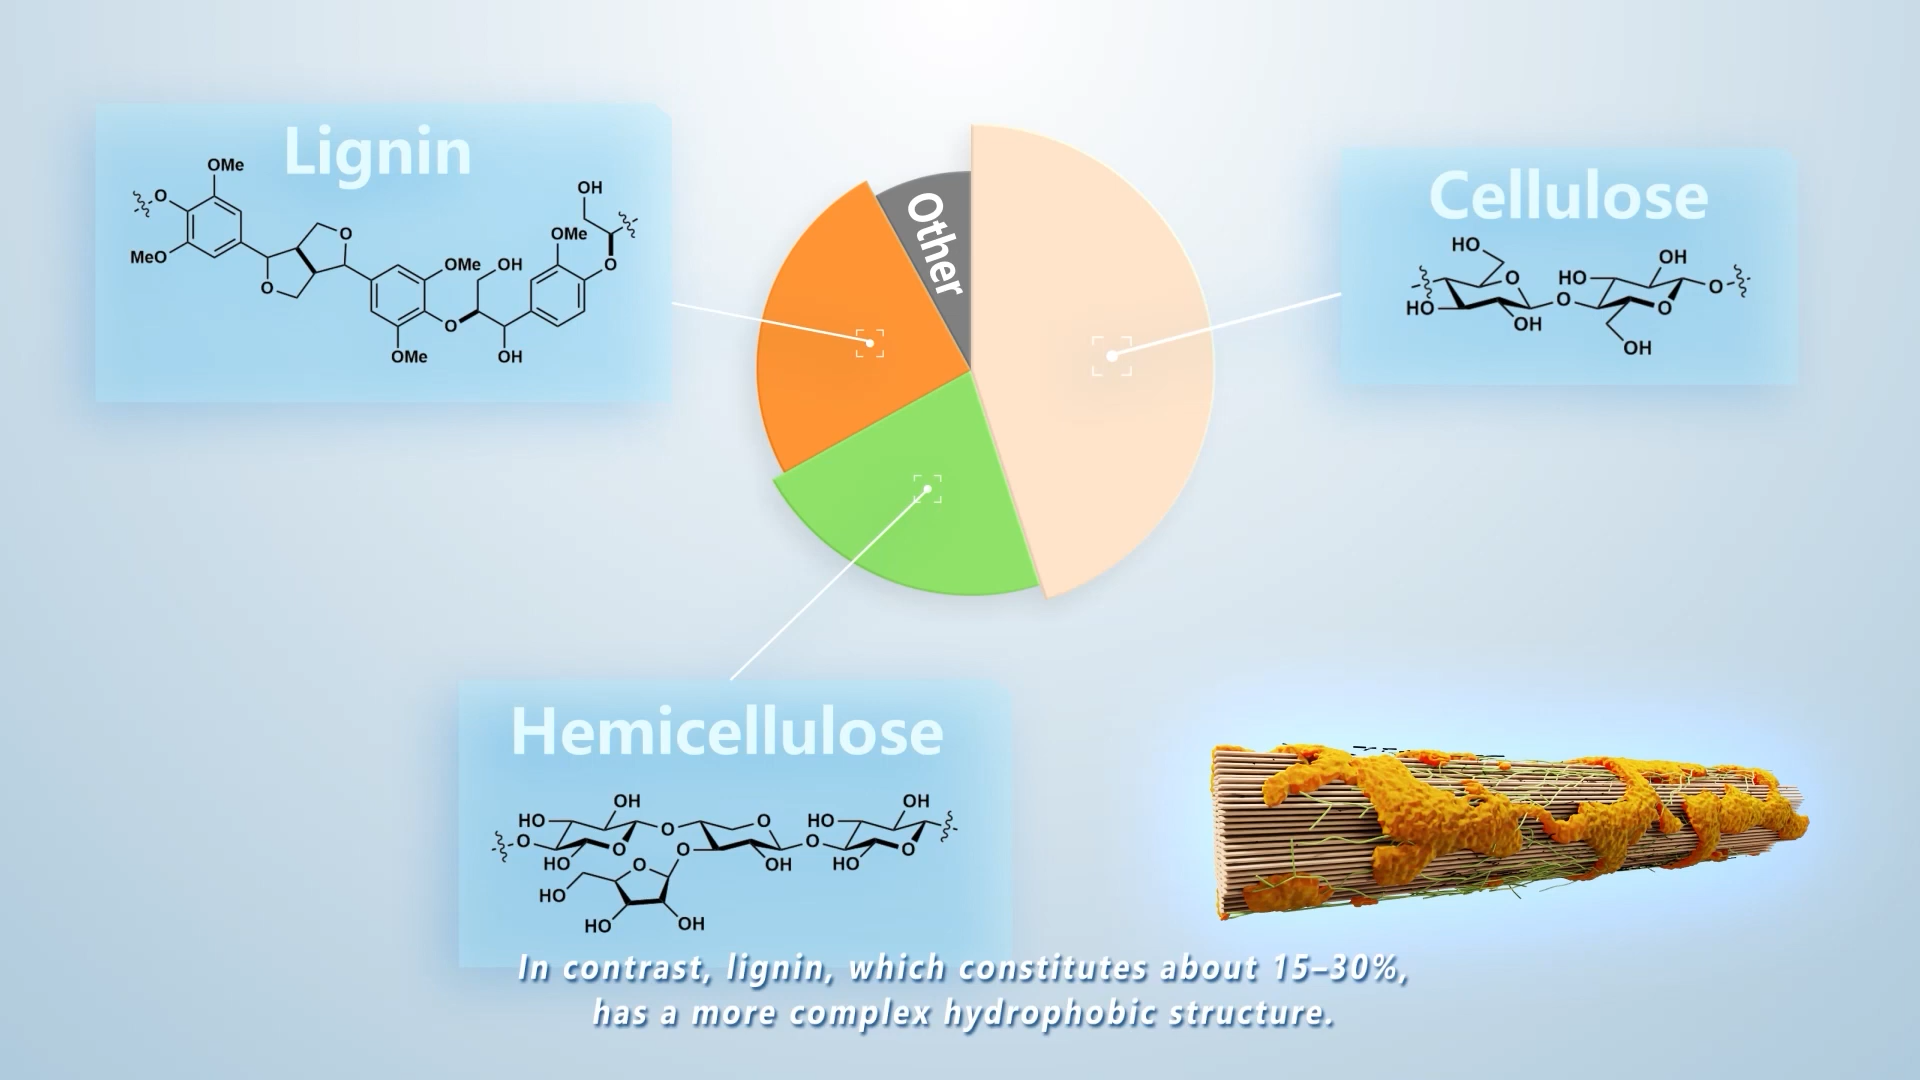 Lignin
OMe
O
MeO
O
O
OMe
OH
O
OMe
OH
OMe
O
OH
Other
Cellulose
HO
O
HO
OH
O
HO
OH
O
O
OH
Hemicellulose
HO
OH
O
HO
O
O
O
O
O
OH
O
HO
OH
HO
O
HO
HO
OH
In contrast, lignin, which constitutes about 15–30%,
has a more complex hydrophobic structure.